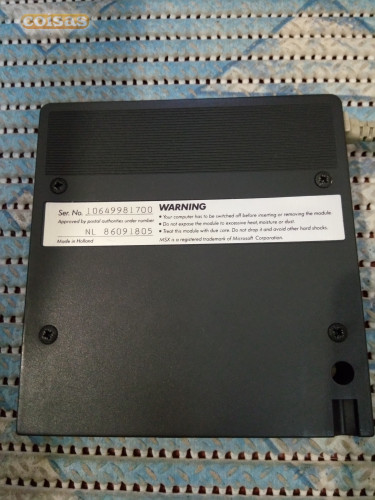 COISAS
Ser. No. 10649981700
Approved by postal authorities under number
NL 86091805
Made in Holland
WARNING
• Your computer has to be switched off before inserting or removing the module.
• Do not expose the module to excessive heat, moisture or dust.
• Treat this module with due care. Do not drop it and avoid other hard shocks.
MSX is a registered trademark of Microsoft Corporation.